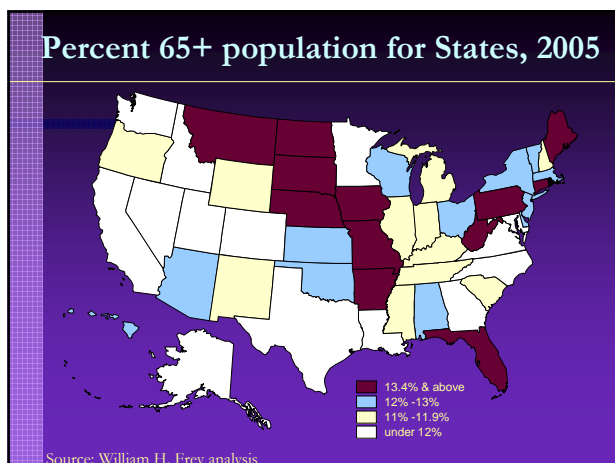 Percent 65+ population for States, 2005
13.4% & above
12% -13%
11% -11.9%
under 12%
Source: William H. Frey analysis